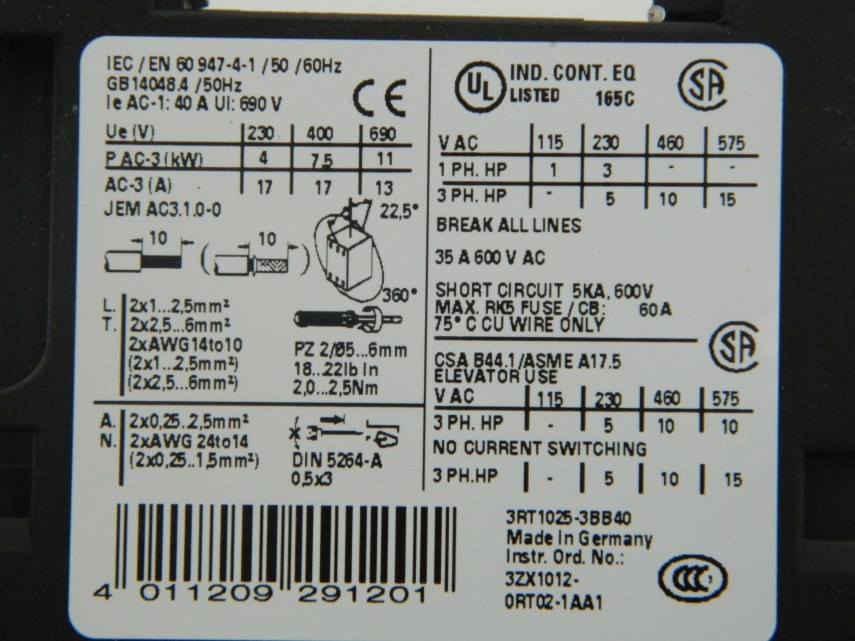 IEC / EN 60 947-4-1 / 50 /60Hz
GB14048.4 /50Hz
Ie AC-1: 40 A UI: 690 V
CE
Ue (V) 230 400 690
P AC-3 (kW) 4 7,5 11
AC-3 (A) 17 17 13
JEM AC3.1.0-0
22,5°
10 10
360°
L. 2x1...2,5mm²
T. 2x2,5...6mm²
2xAWG14to10
(2x1...2,5mm²)
(2x2,5...6mm²)
PZ 2/Ø5...6mm
18...22lb in
2,0...2,5Nm
A. 2x0,25..2,5mm²
N. 2xAWG 24to14
(2x0,25..1,5mm²)
DIN 5264-A
0,5x3
UL IND. CONT. EQ
LISTED 165C
SA
V AC 115 230 460 575
1 PH. HP 1 3 - -
3 PH. HP - 5 10 15
BREAK ALL LINES
35 A 600 V AC
SHORT CIRCUIT 5KA, 600V
MAX. RK5 FUSE / CB: 60A
75°C CU WIRE ONLY
SA
CSA B44.1/ASME A17.5
ELEVATOR USE
V AC 115 230 460 575
3 PH. HP - 5 10 10
NO CURRENT SWITCHING
3 PH.HP - 5 10 15
4 011209 291201
3RT1025-3BB40
Made in Germany
Instr. Ord. No.:
3ZX1012-
0RT02-1AA1
CCC